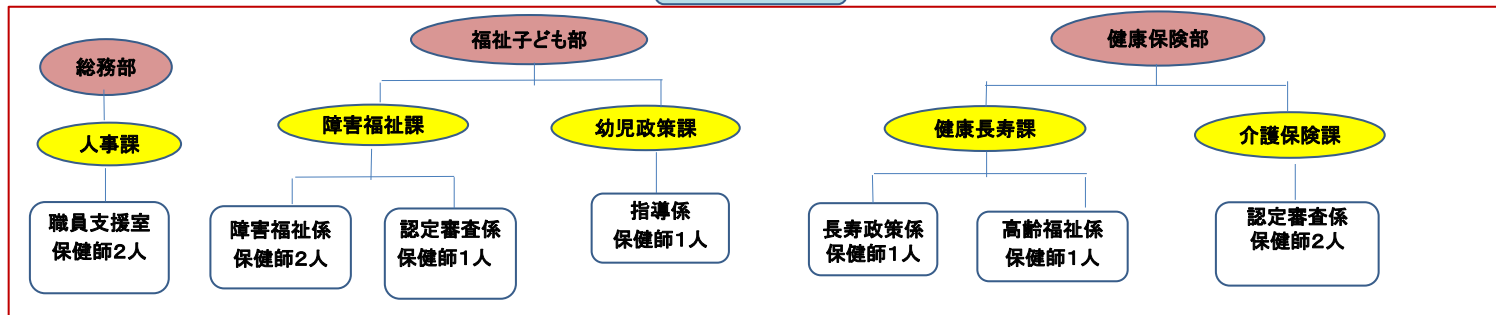 総務部
人事課
職員支援室
保健師2人
福祉子ども部
障害福祉課
障害福祉係
保健師2人
認定審査係
保健師1人
幼児政策課
指導係
保健師1人
健康保険部
健康長寿課
長寿政策係
保健師1人
高齢福祉係
保健師1人
介護保険課
認定審査係
保健師2人